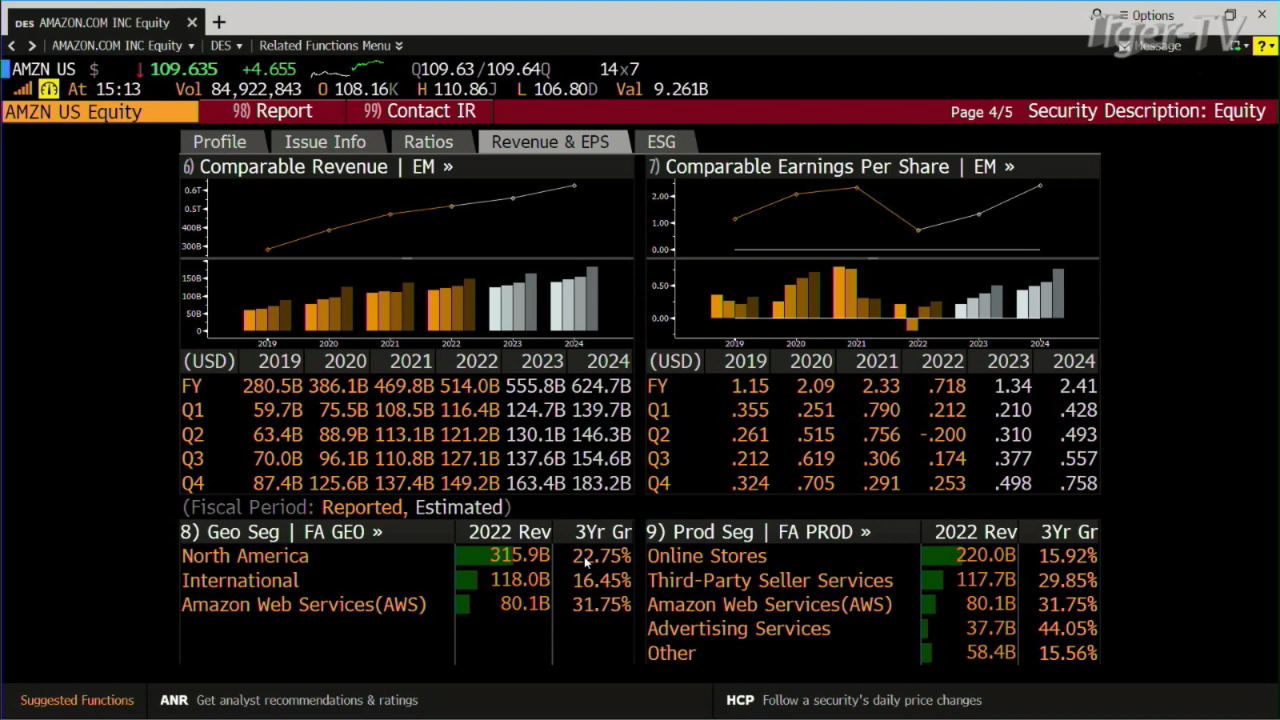 DES AMAZON.COM INC Equity
Options
Tiger-TV
AMAZON.COM INC Equity DES Related Functions Menu
Message
?
AMZN US $ 109.635 +4.655 Q109.63/109.64Q 14x7
At 15:13 Vol 84,922,843 O 108.16K H 110.86J L 106.80D Val 9.261B
AMZN US Equity 98) Report 99) Contact IR Page 4/5 Security Description: Equity
Profile Issue Info Ratios Revenue & EPS ESG
6) Comparable Revenue | EM »
0.6T
0.5T
400B
300B
150B
100B
50B
0
2019 2020 2021 2022 2023 2024
(USD) 2019 2020 2021 2022 2023 2024
FY 280.5B 386.1B 469.8B 514.0B 555.8B 624.7B
Q1 59.7B 75.5B 108.5B 116.4B 124.7B 139.7B
Q2 63.4B 88.9B 113.1B 121.2B 130.1B 146.3B
Q3 70.0B 96.1B 110.8B 127.1B 137.6B 154.6B
Q4 87.4B 125.6B 137.4B 149.2B 163.4B 183.2B
7) Comparable Earnings Per Share | EM »
2.00
1.00
0.00
0.50
0.00
2019 2020 2021 2022 2023 2024
(USD) 2019 2020 2021 2022 2023 2024
FY 1.15 2.09 2.33 .718 1.34 2.41
Q1 .355 .251 .790 .212 .210 .428
Q2 .261 .515 .756 -.200 .310 .493
Q3 .212 .619 .306 .174 .377 .557
Q4 .324 .705 .291 .253 .498 .758
(Fiscal Period: Reported, Estimated)
8) Geo Seg | FA GEO » 2022 Rev 3Yr Gr
North America 315.9B 22.75%
International 118.0B 16.45%
Amazon Web Services(AWS) 80.1B 31.75%
9) Prod Seg | FA PROD » 2022 Rev 3Yr Gr
Online Stores 220.0B 15.92%
Third-Party Seller Services 117.7B 29.85%
Amazon Web Services(AWS) 80.1B 31.75%
Advertising Services 37.7B 44.05%
Other 58.4B 15.56%
Suggested Functions ANR Get analyst recommendations & ratings HCP Follow a security's daily price changes